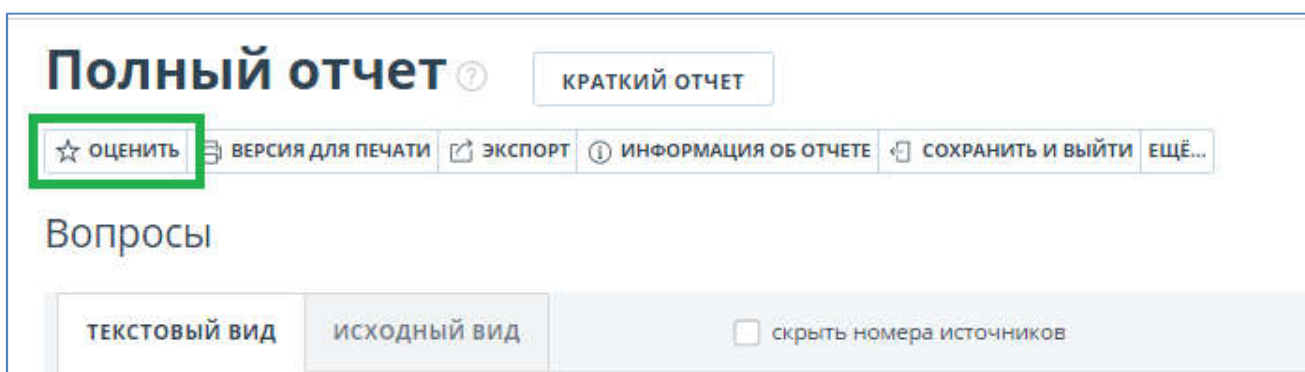 Полный отчет ? КРАТКИЙ ОТЧЕТ
ОЦЕНИТЬ ВЕРСИЯ ДЛЯ ПЕЧАТИ ЭКСПОРТ ИНФОРМАЦИЯ ОБ ОТЧЕТЕ СОХРАНИТЬ И ВЫЙТИ ЕЩЁ...
Вопросы
ТЕКСТОВЫЙ ВИД ИСХОДНЫЙ ВИД скрыть номера источников